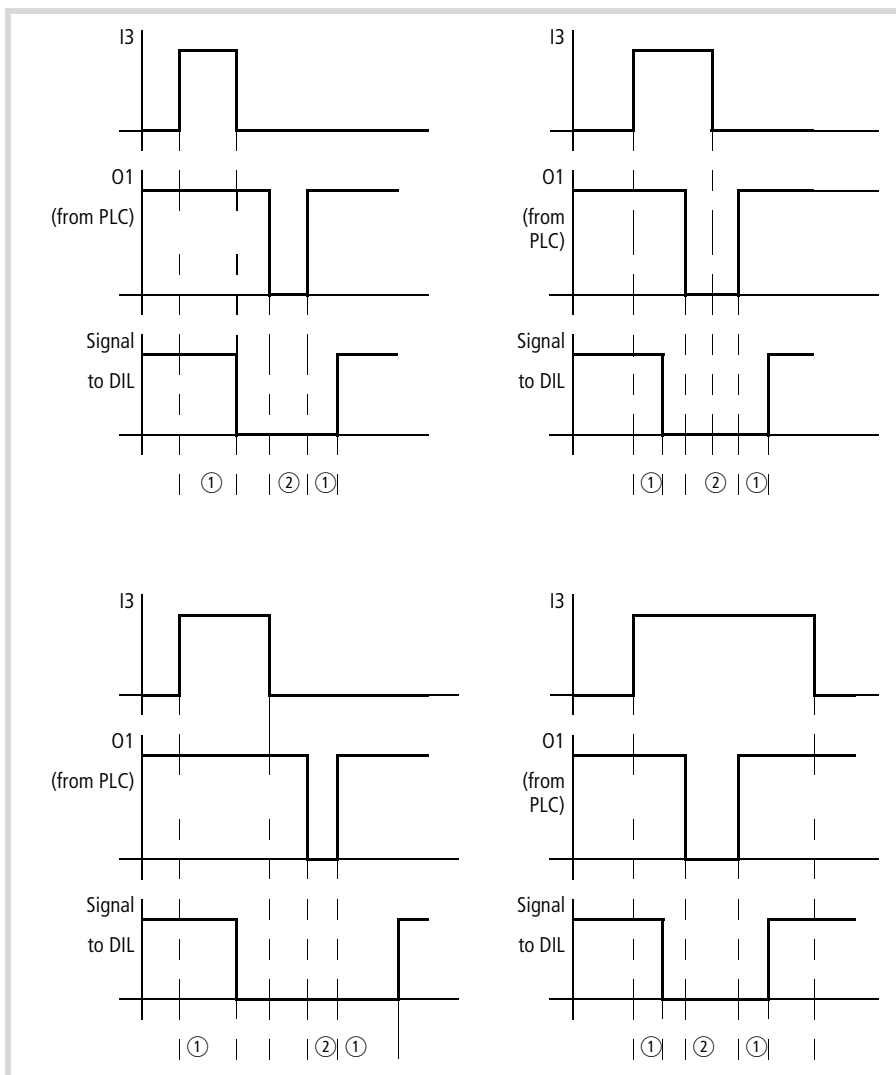 I3
O1
(from PLC)
Signal
to DIL
① ② ①
I3
O1
(from
PLC)
Signal
to DIL
① ② ①
I3
O1
(from PLC)
Signal
to DIL
① ② ①
I3
O1
(from
PLC)
Signal
to DIL
① ② ①